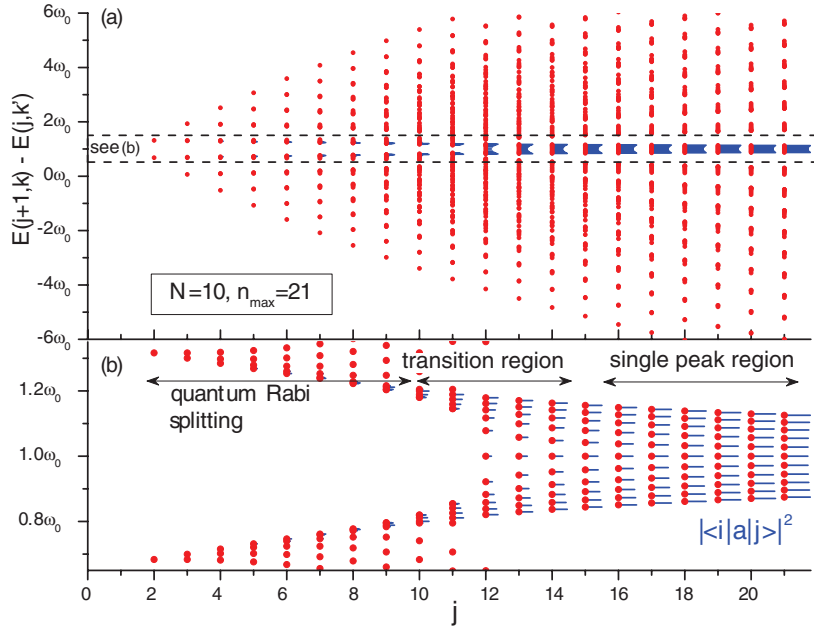 (a)
6ω₀
4ω₀
2ω₀
see (b)
0ω₀
-2ω₀
-4ω₀
-6ω₀
E(j+1,k) - E(j,k')
N=10, n_max=21
(b)
transition region
single peak region
quantum Rabi
splitting
1.2ω₀
1.0ω₀
0.8ω₀
|<i|a|j>|²
0 2 4 6 8 10 12 14 16 18 20
j